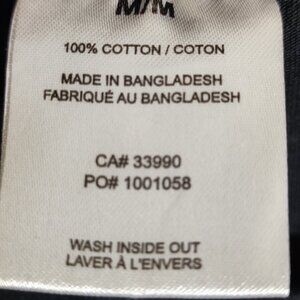 M/M
100% COTTON / COTON
MADE IN BANGLADESH
FABRIQUÉ AU BANGLADESH
CA# 33990
PO# 1001058
WASH INSIDE OUT
LAVER À L'ENVERS